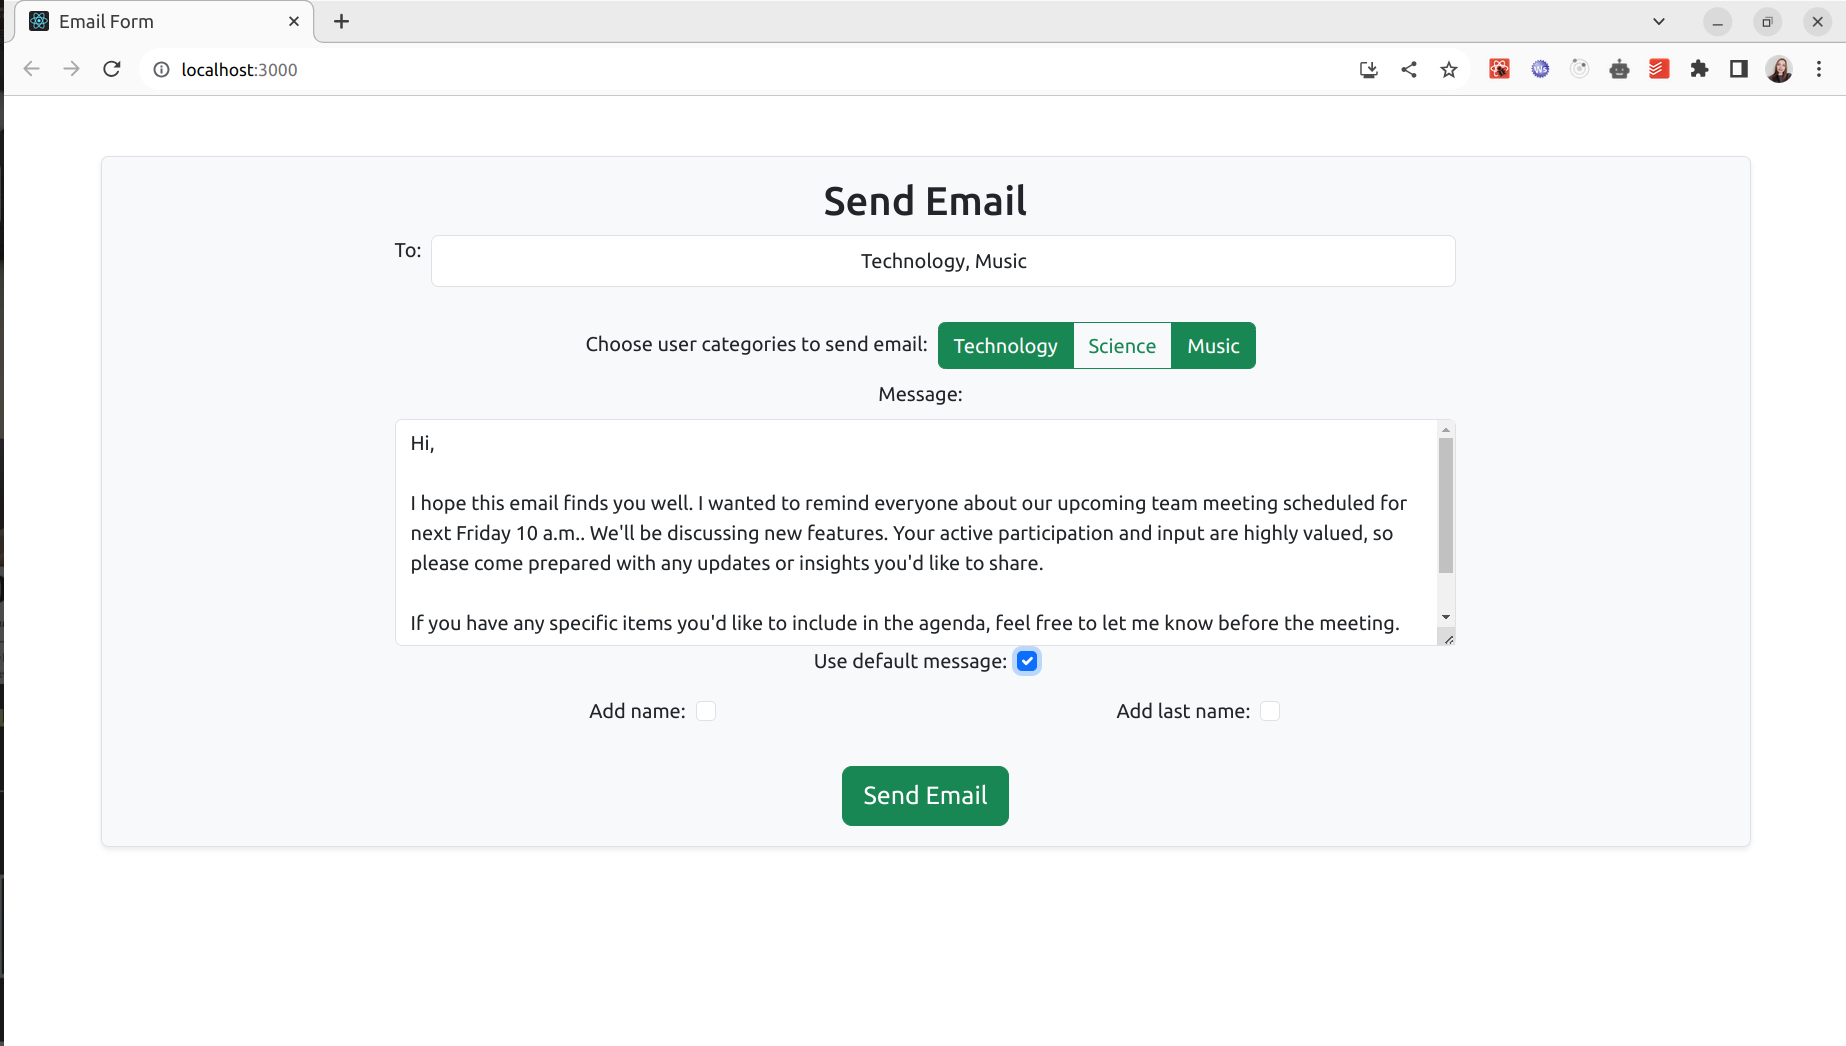 Email Form
localhost:3000
Ws
Send Email
To: Technology, Music
Choose user categories to send email: Technology Science Music
Message:
Hi,
I hope this email finds you well. I wanted to remind everyone about our upcoming team meeting scheduled for
next Friday 10 a.m.. We'll be discussing new features. Your active participation and input are highly valued, so
please come prepared with any updates or insights you'd like to share.
If you have any specific items you'd like to include in the agenda, feel free to let me know before the meeting.
Use default message:
Add name: Add last name:
Send Email